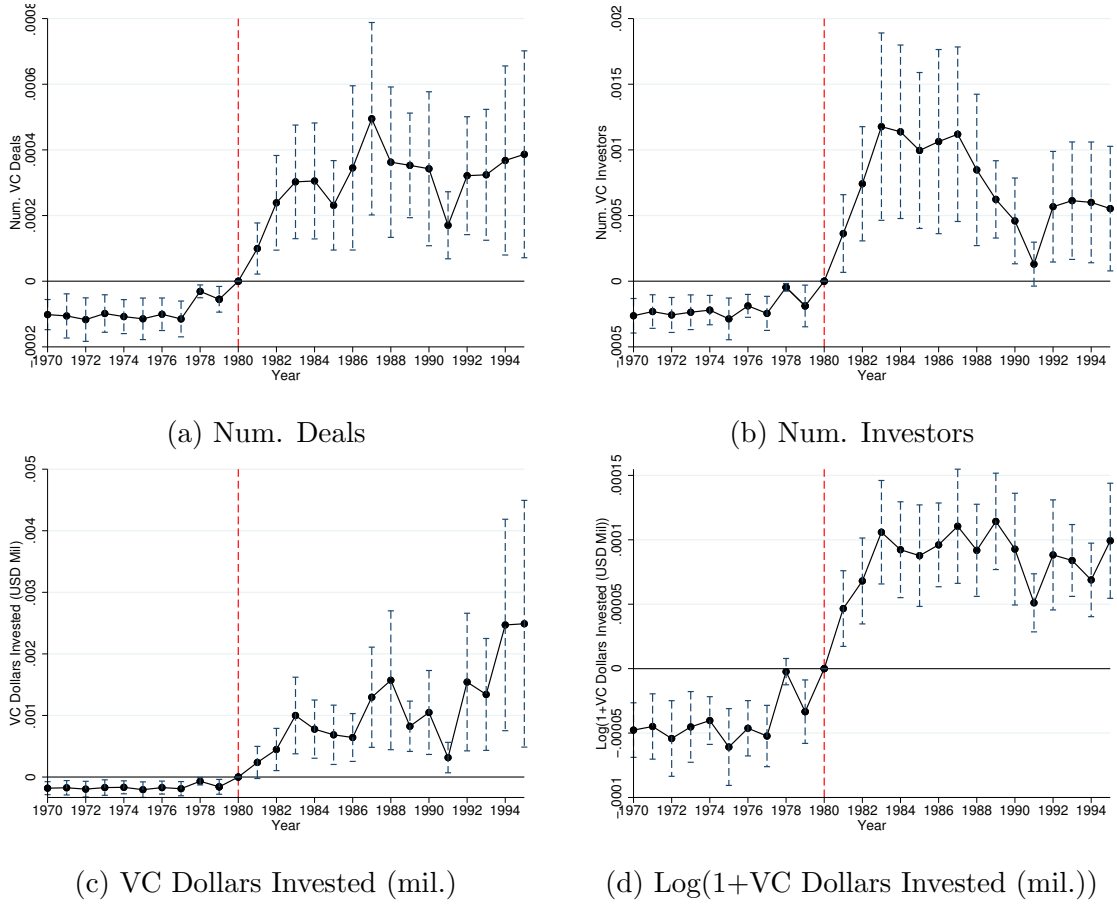 .0008
.0006
.0004
.0002
0
-.0002
Num. VC Deals
1970 1972 1974 1976 1978 1980 1982 1984 1986 1988 1990 1992 1994
Year
(a) Num. Deals
.002
.0015
.001
.0005
0
-.0005
Num. VC Investors
1970 1972 1974 1976 1978 1980 1982 1984 1986 1988 1990 1992 1994
Year
(b) Num. Investors
.005
.004
.003
.002
.001
0
VC Dollars Invested (USD Mil)
1970 1972 1974 1976 1978 1980 1982 1984 1986 1988 1990 1992 1994
Year
(c) VC Dollars Invested (mil.)
.00015
.0001
.00005
0
-.00005
-.0001
Log(1+VC Dollars Invested (USD Mil))
1970 1972 1974 1976 1978 1980 1982 1984 1986 1988 1990 1992 1994
Year
(d) Log(1+VC Dollars Invested (mil.))